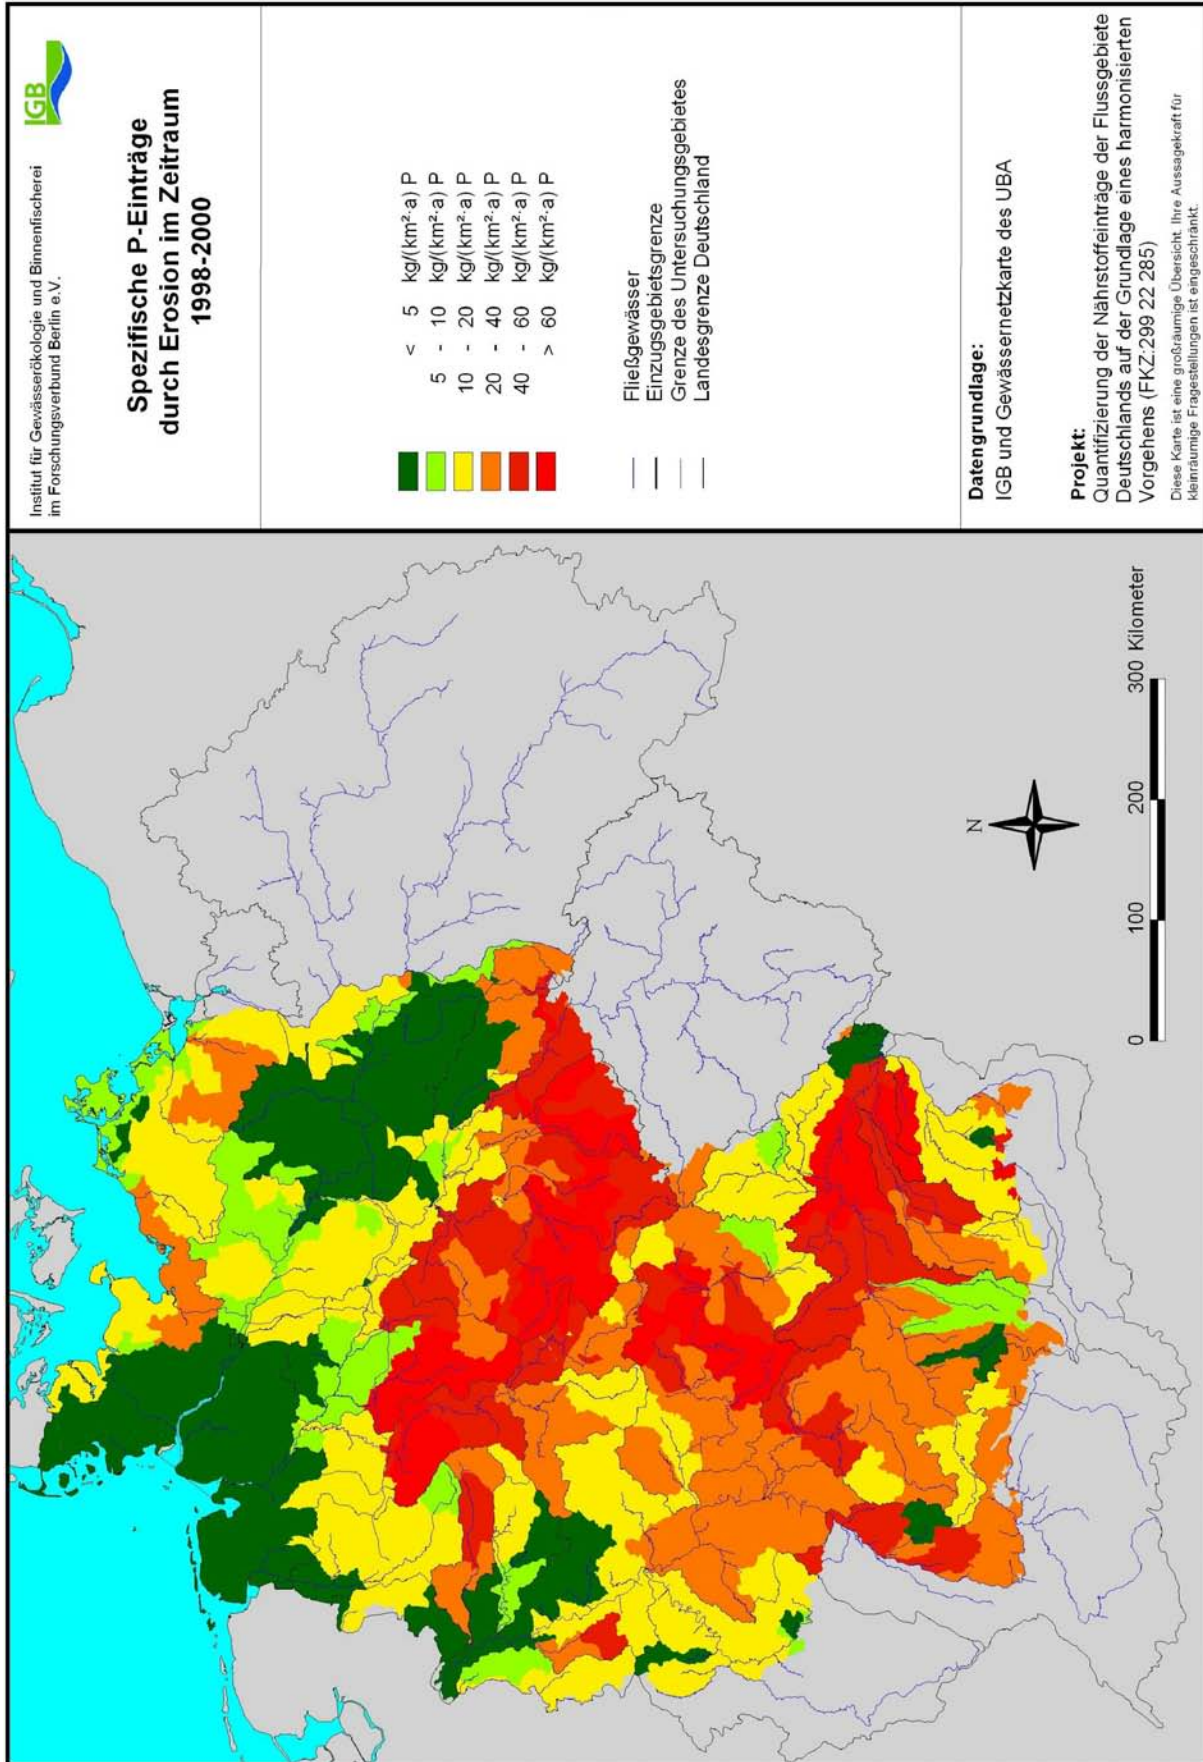 Institut für Gewässerökologie und Binnenfischerei
im Forschungsverbund Berlin e.V.
IGB
Spezifische P-Einträge
durch Erosion im Zeitraum
1998-2000
< 5 kg/(km²·a) P
5 - 10 kg/(km²·a) P
10 - 20 kg/(km²·a) P
20 - 40 kg/(km²·a) P
40 - 60 kg/(km²·a) P
> 60 kg/(km²·a) P
Fließgewässer
Einzugsgebietsgrenze
Grenze des Untersuchungsgebietes
Landesgrenze Deutschland
Datengrundlage:
IGB und Gewässernetzkarte des UBA
Projekt:
Quantifizierung der Nährstoffeinträge der Flussgebiete
Deutschlands auf der Grundlage eines harmonisierten
Vorgehens (FKZ:299 22 285)
Diese Karte ist eine großräumige Übersicht. Ihre Aussagekraft für
kleinräumige Fragestellungen ist eingeschränkt.
N
0 100 200 300 Kilometer